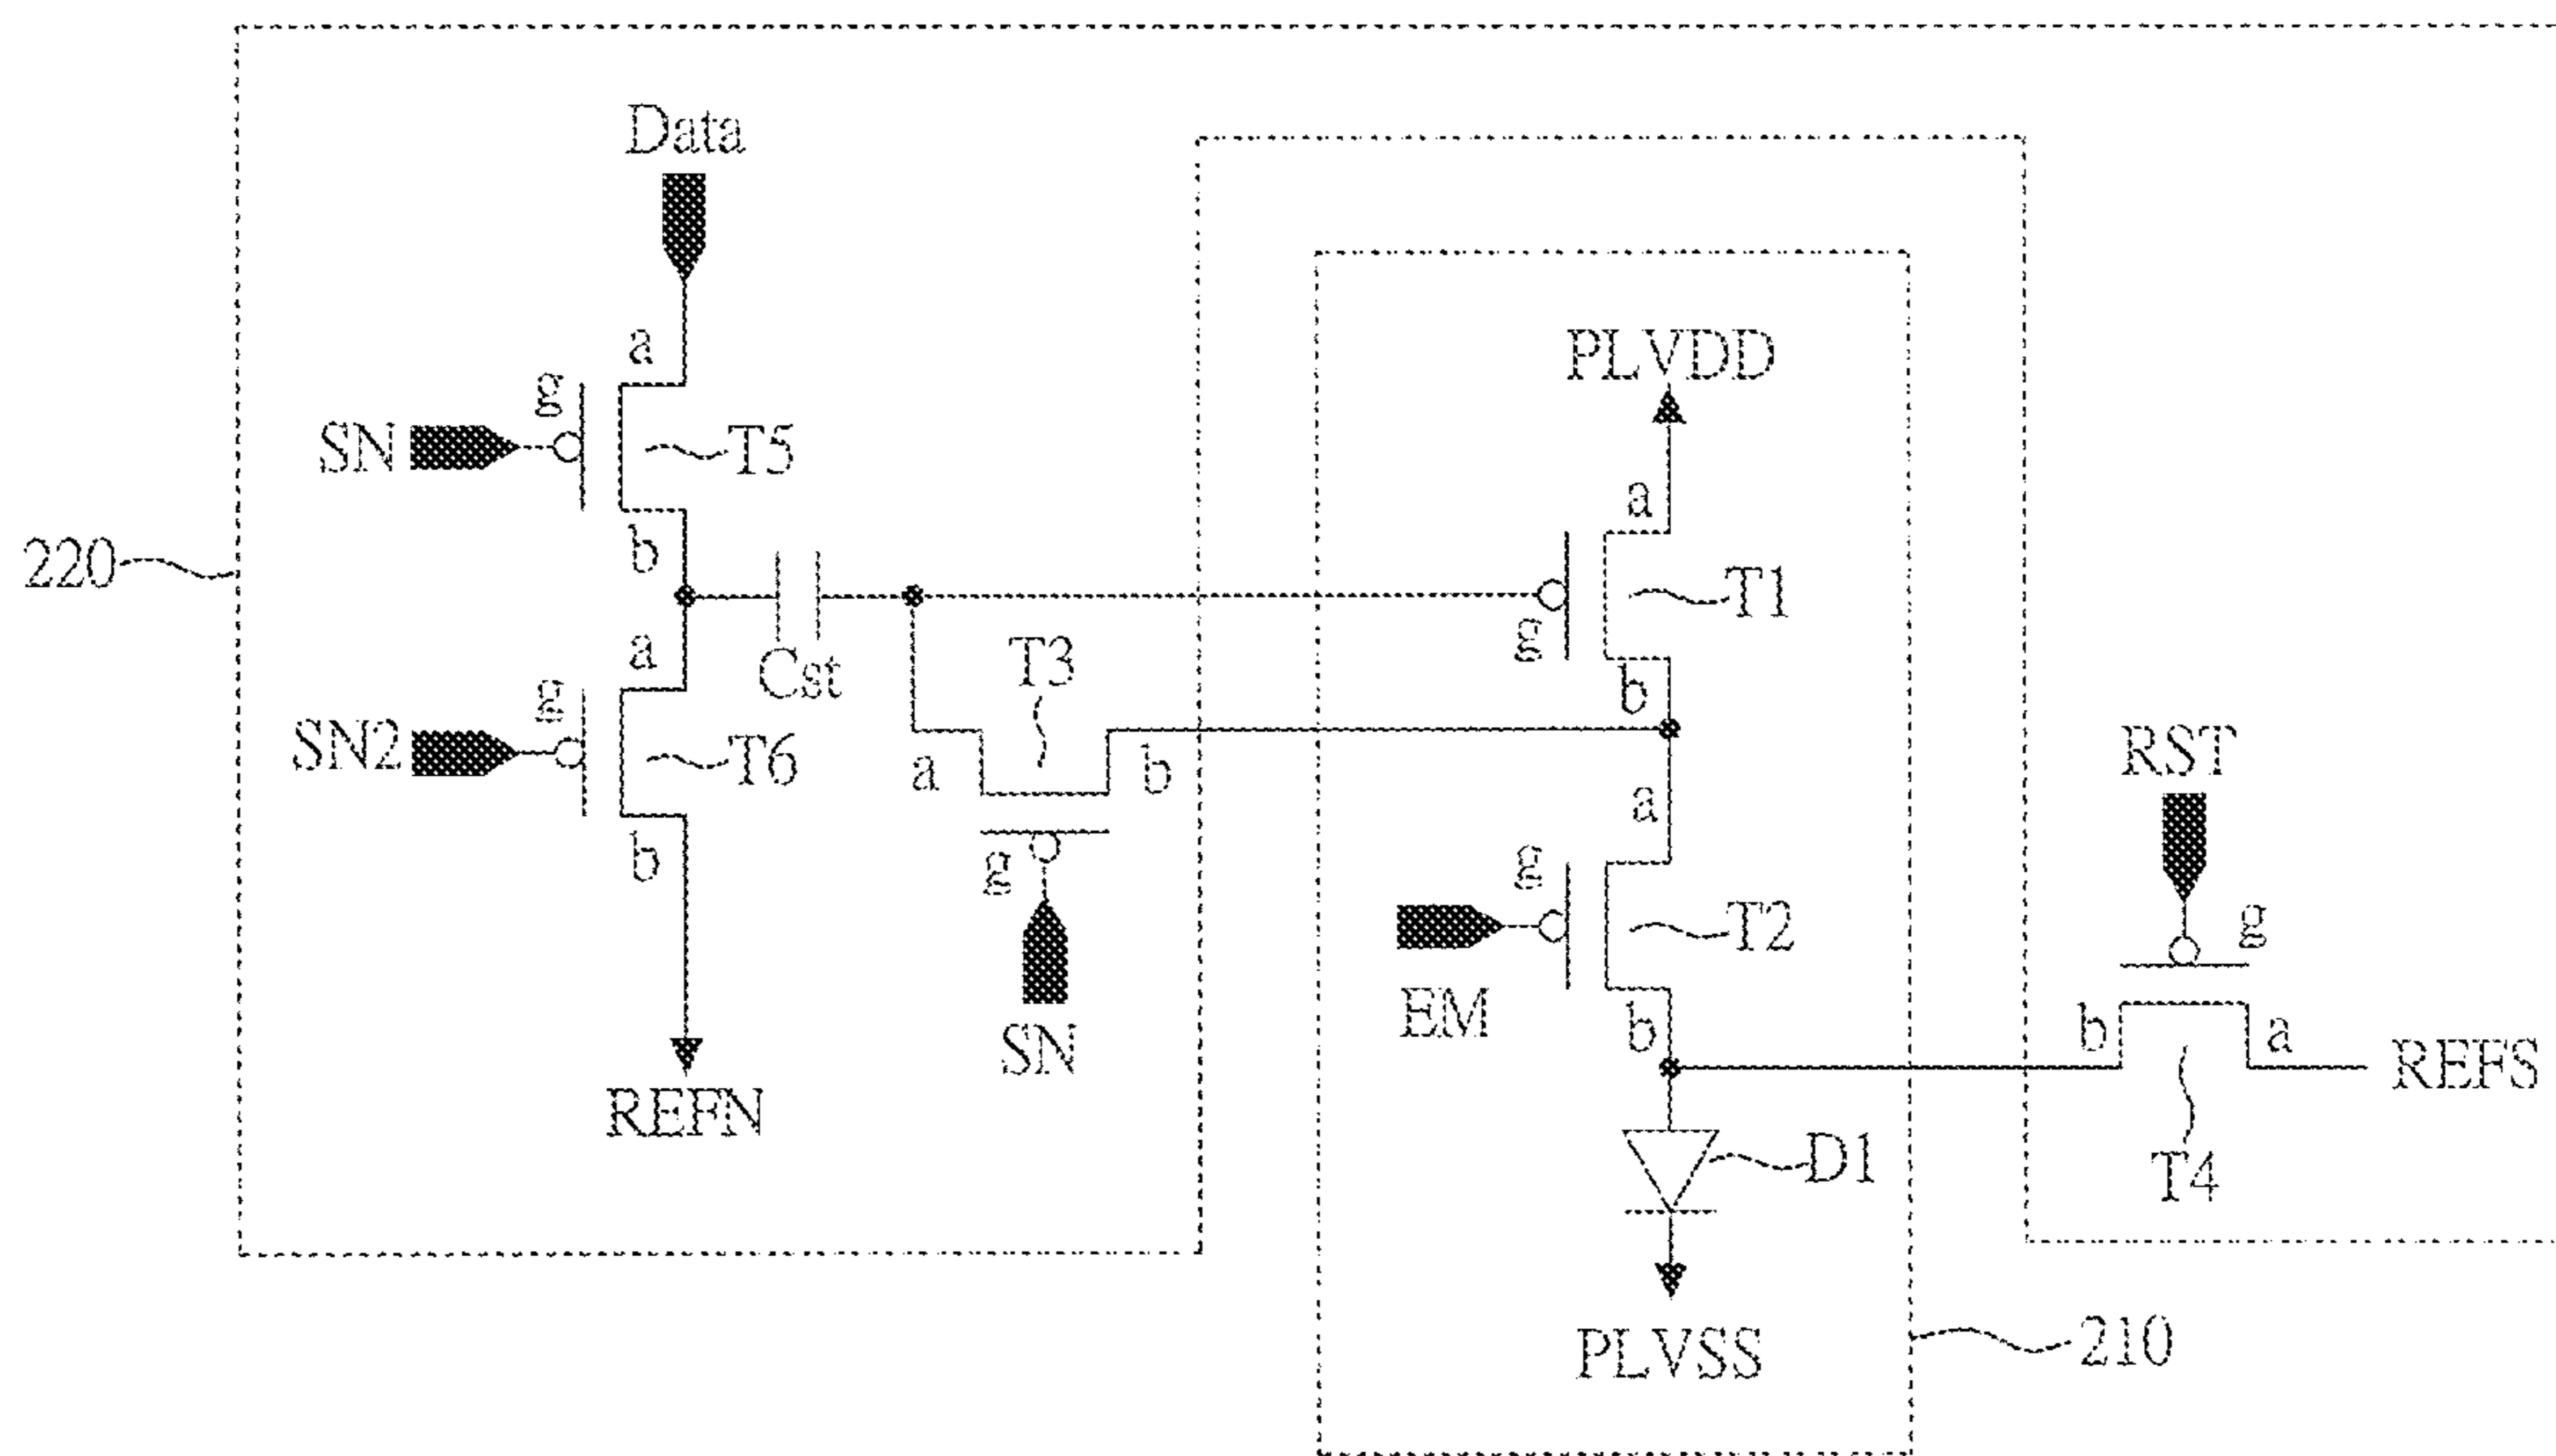 Data
PLVDD
a
g
SN
T5
a
220
b
T1
g
a
Cst
T3
b
g
SN2
T6
a
b
RST
a
b
g
g
T2
g
EM
SN
b
b
a
REFS
REFN
D1
T4
PLVSS
210